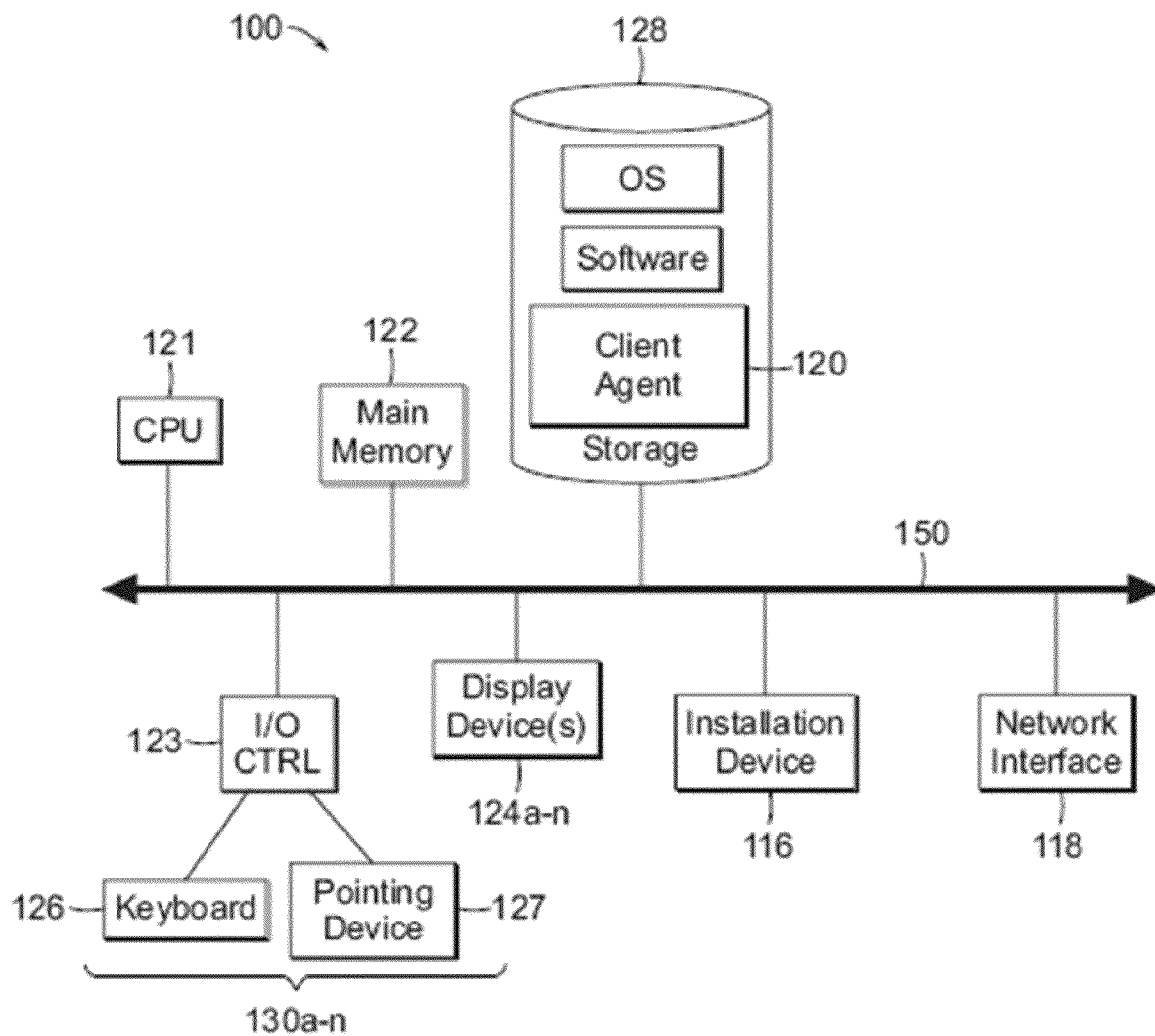 100
128
OS
Software
Client
Agent
120
Storage
121
CPU
122
Main
Memory
150
123
I/O
CTRL
Display
Device(s)
124a-n
Installation
Device
116
Network
Interface
118
126
Keyboard
Pointing
Device
127
130a-n